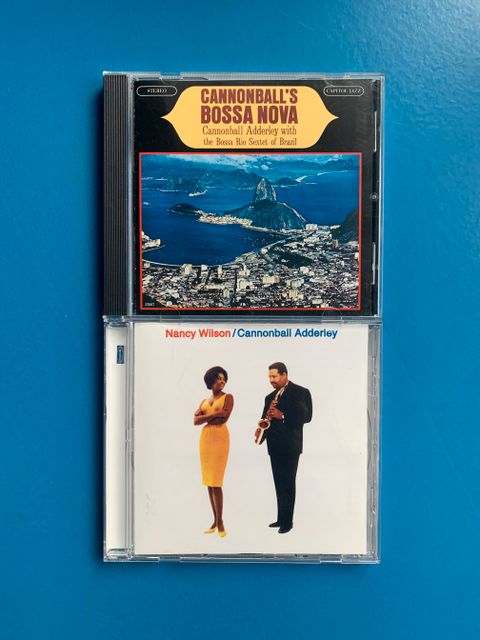 STEREO
CAPITOL JAZZ
CANNONBALL'S
BOSSA NOVA
Cannonball Adderley with
the Bossa Rio Sextet of Brazil
Nancy Wilson/Cannonball Adderley